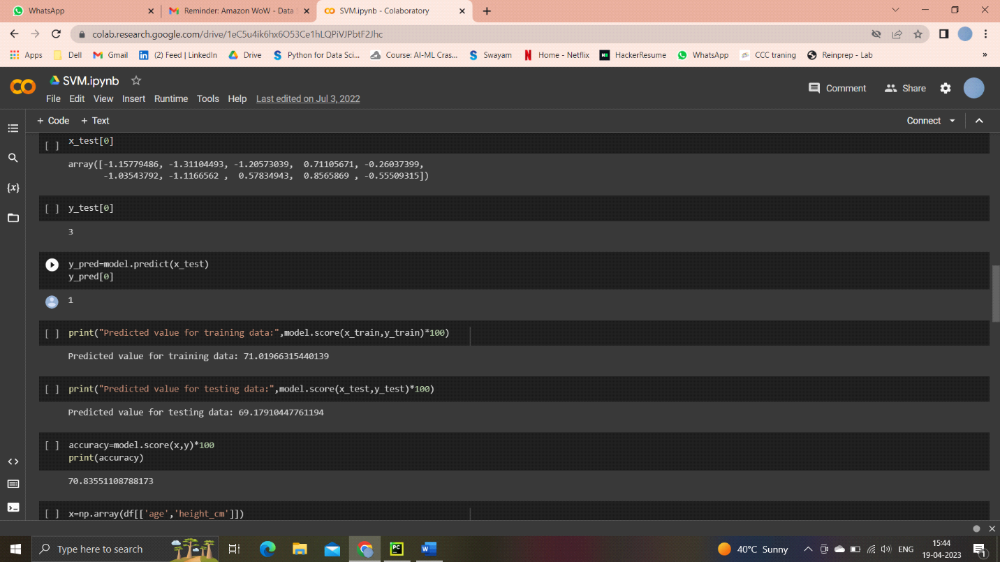 WhatsApp
Reminder: Amazon WoW - Data
SVM.ipynb - Colaboratory
colab.research.google.com/drive/1eC5u4ik6hx6O53Ce1hLQPiVJPbtF2Jhc
Apps Dell Gmail (2) Feed | LinkedIn Drive Python for Data Sci... Course: AI-ML Cras... Swayam Home - Netflix HackerResume WhatsApp CCC traning Reinprep - Lab »
SVM.ipynb
File Edit View Insert Runtime Tools Help Last edited on Jul 3, 2022
Comment Share
+ Code + Text
Connect
[ ] x_test[0]
array([-1.15779486, -1.31104493, -1.20573039, 0.71105671, -0.26037399,
-1.03543792, -1.1166562 , 0.57834943, 0.8565869 , -0.55509315])
[ ] y_test[0]
3
y_pred=model.predict(x_test)
y_pred[0]
1
[ ] print("Predicted value for training data:",model.score(x_train,y_train)*100)
Predicted value for training data: 71.01966315440139
[ ] print("Predicted value for testing data:",model.score(x_test,y_test)*100)
Predicted value for testing data: 69.17910447761194
[ ] accuracy=model.score(x,y)*100
print(accuracy)
70.83551108788173
[ ] x=np.array(df[['age','height_cm']])
{x}
Type here to search
PC
W
40°C Sunny
ENG
15:44
19-04-2023
1